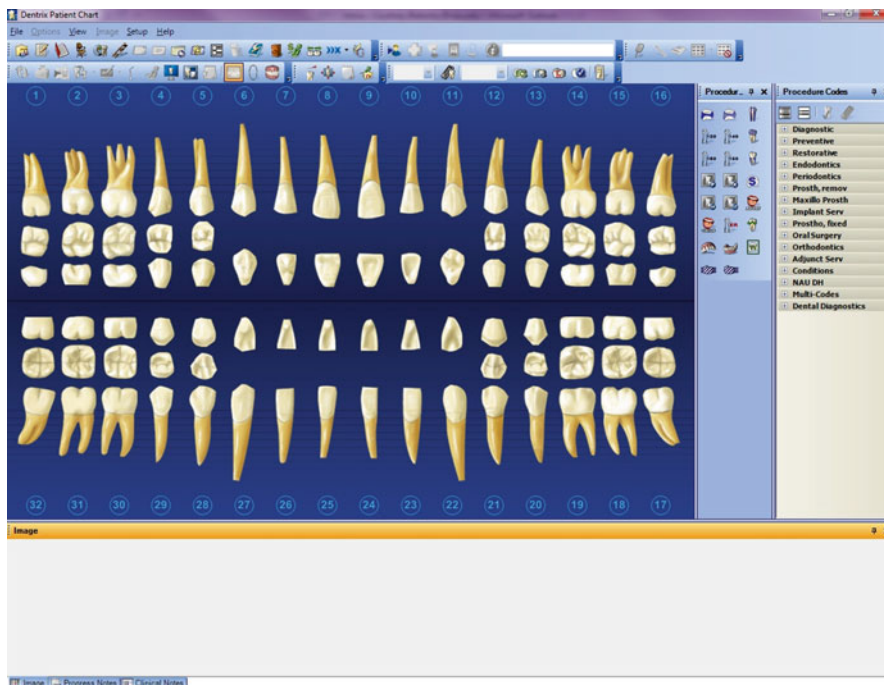 Dentrix Patient Chart
File Options View Image Setup Help
1 2 3 4 5 6 7 8 9 10 11 12 13 14 15 16
32 31 30 29 28 27 26 25 24 23 22 21 20 19 18 17
Procedur...
Procedure Codes
Diagnostic
Preventive
Restorative
Endodontics
Periodontics
Prosth, remov
Maxillo Prosth
Implant Serv
Prostho, fixed
Oral Surgery
Orthodontics
Adjunct Serv
Conditions
NAU DH
Multi-Codes
Dental Diagnostics
Image
Image Progress Notes Clinical Notes